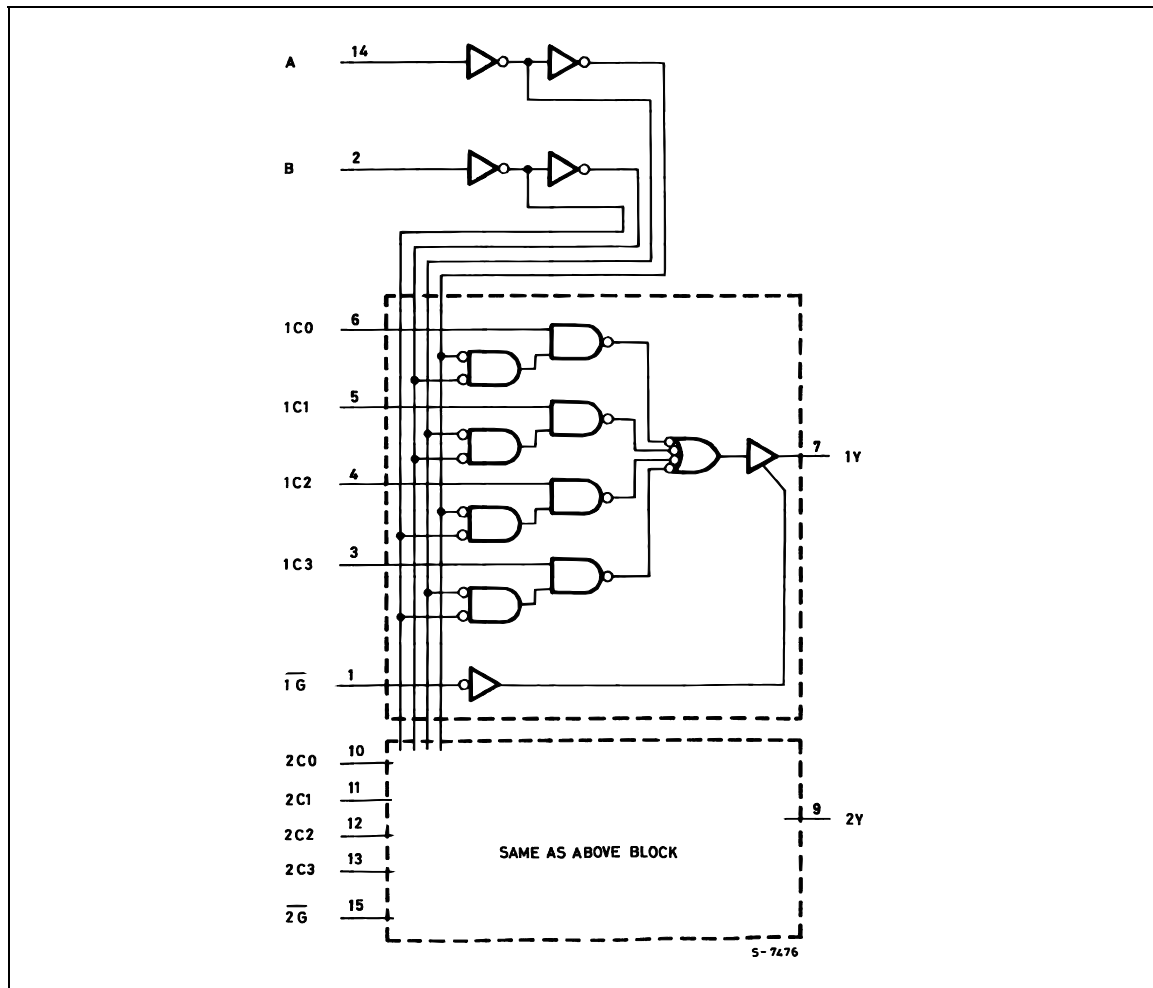 A 14
B 2
1C0 6
1C1 5
1C2 4
1C3 3
1G̅ 1
7 1Y
2C0 10
2C1 11
2C2 12
2C3 13
2G̅ 15
9 2Y
SAME AS ABOVE BLOCK
S-7476